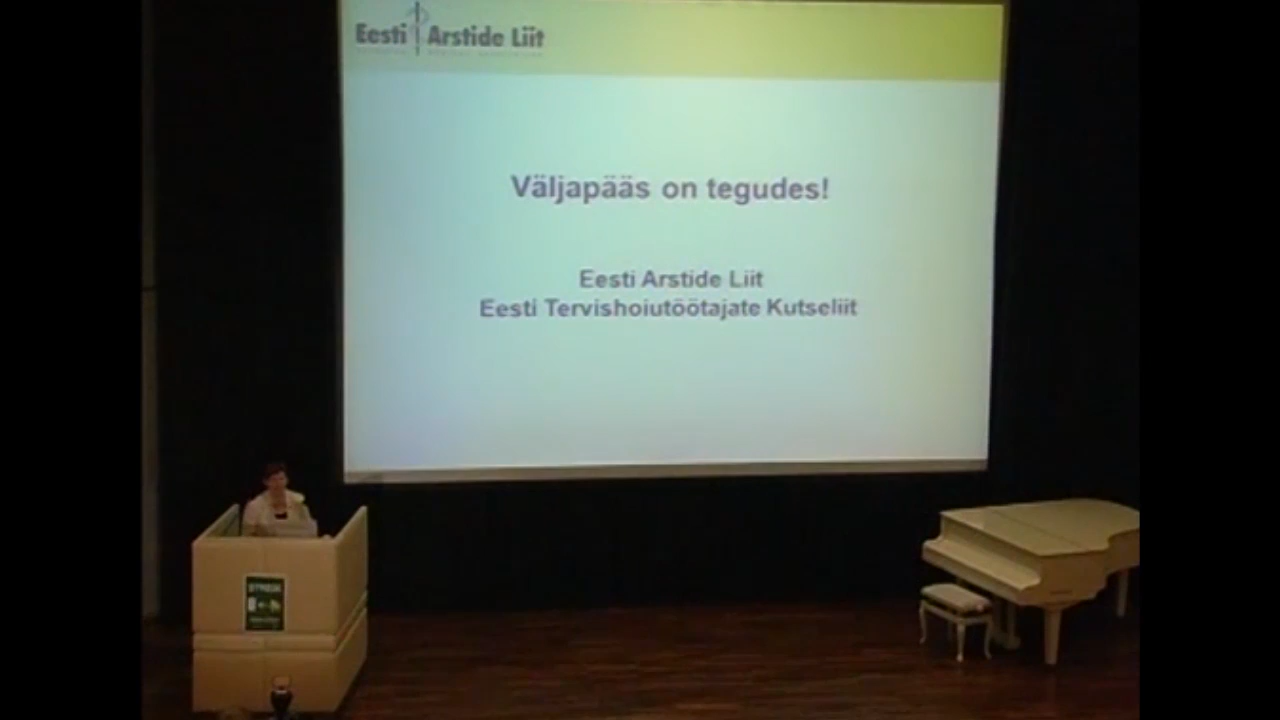 Eesti Arstide Liit
Väljapääs on tegudes!
Eesti Arstide Liit
Eesti Tervishoiutöötajate Kutseliit